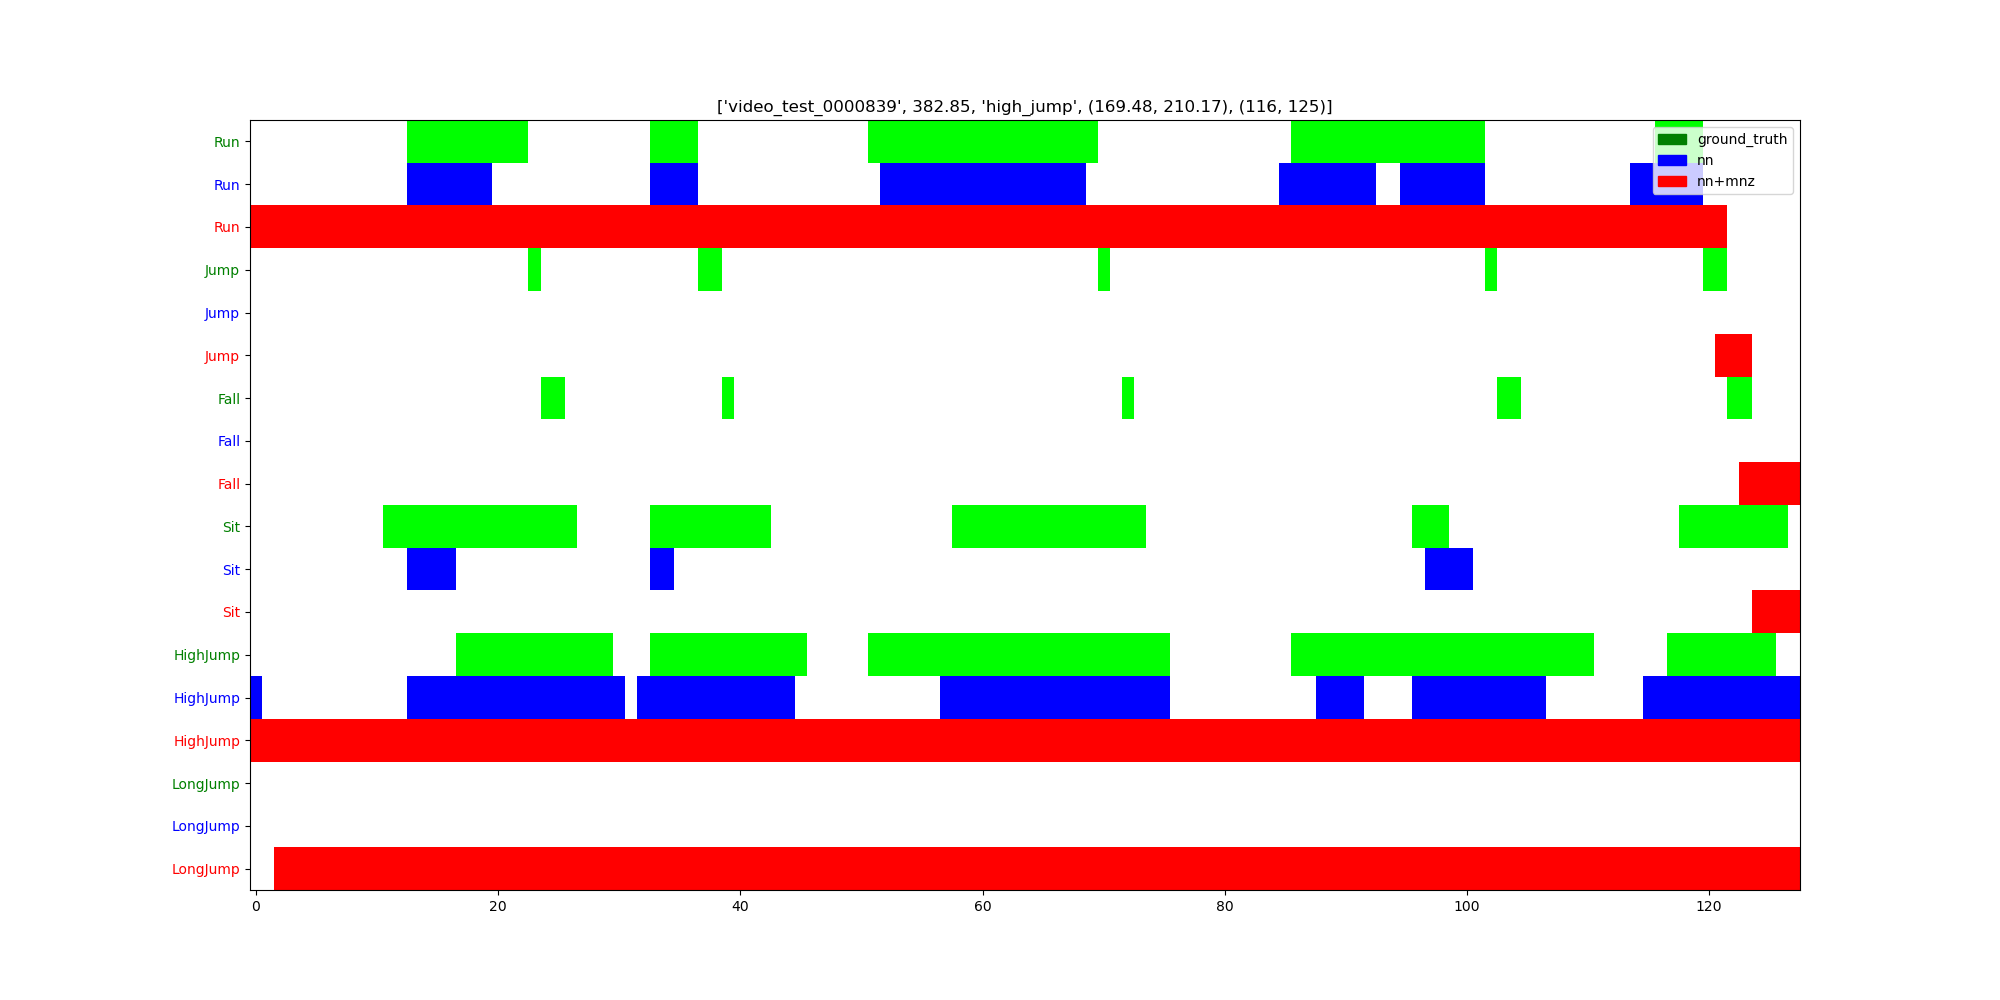 ['video_test_0000839', 382.85, 'high_jump', (169.48, 210.17), (116, 125)]
Run
Run
Run
Jump
Jump
Jump
Fall
Fall
Fall
Sit
Sit
Sit
HighJump
HighJump
HighJump
LongJump
LongJump
LongJump
ground_truth
nn
nn+mnz
0 20 40 60 80 100 120